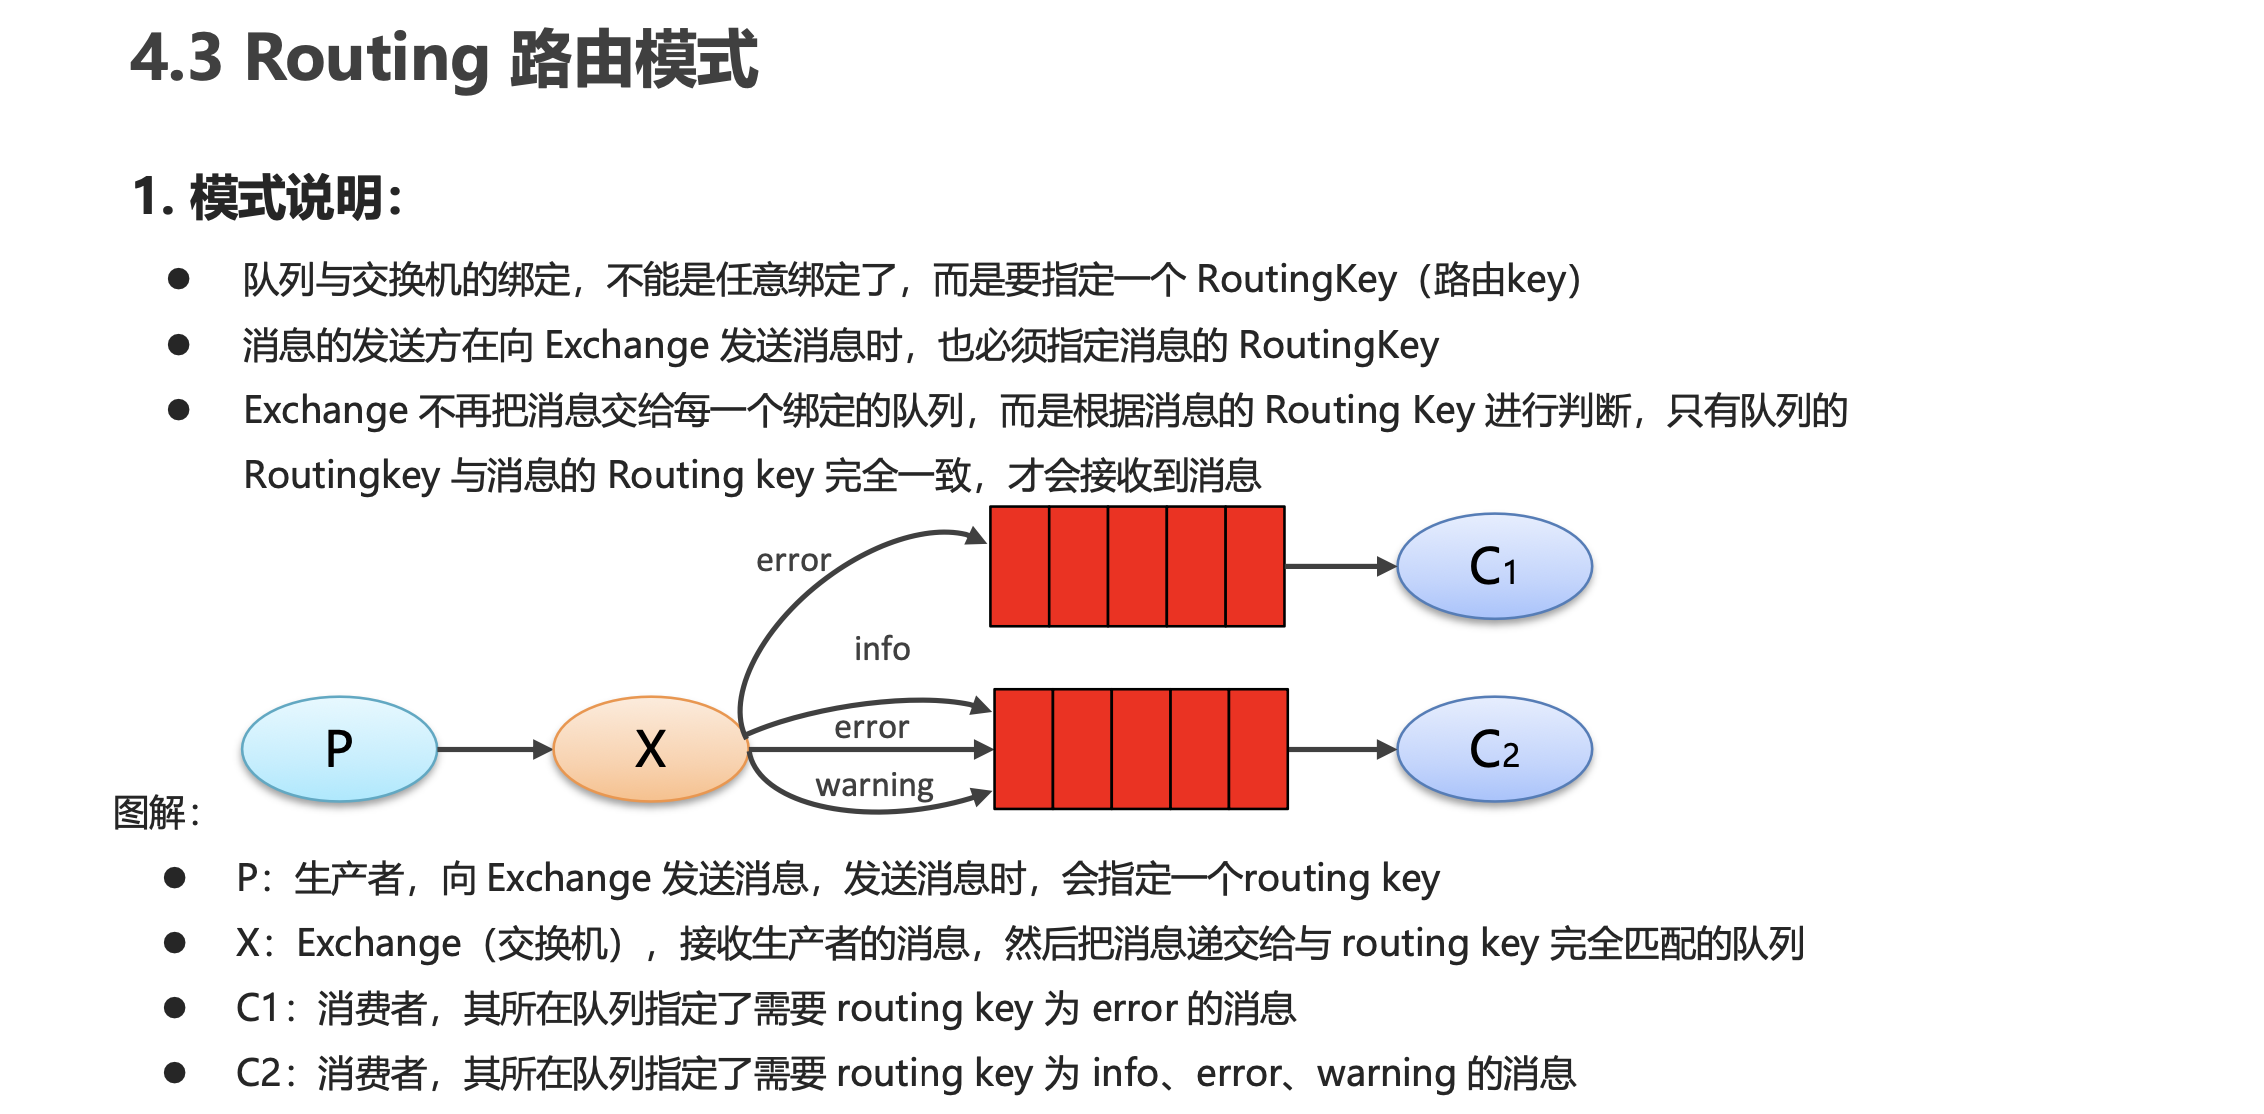 4.3 Routing 路由模式
1. 模式说明：
● 队列与交换机的绑定，不能是任意绑定了，而是要指定一个 RoutingKey（路由key）
● 消息的发送方在向 Exchange 发送消息时，也必须指定消息的 RoutingKey
● Exchange 不再把消息交给每一个绑定的队列，而是根据消息的 Routing Key 进行判断，只有队列的
Routingkey 与消息的 Routing key 完全一致，才会接收到消息
error
C1
info
P
X
error
C2
warning
图解：
● P：生产者，向 Exchange 发送消息，发送消息时，会指定一个routing key
● X：Exchange（交换机），接收生产者的消息，然后把消息递交给与 routing key 完全匹配的队列
● C1：消费者，其所在队列指定了需要 routing key 为 error 的消息
● C2：消费者，其所在队列指定了需要 routing key 为 info、error、warning 的消息